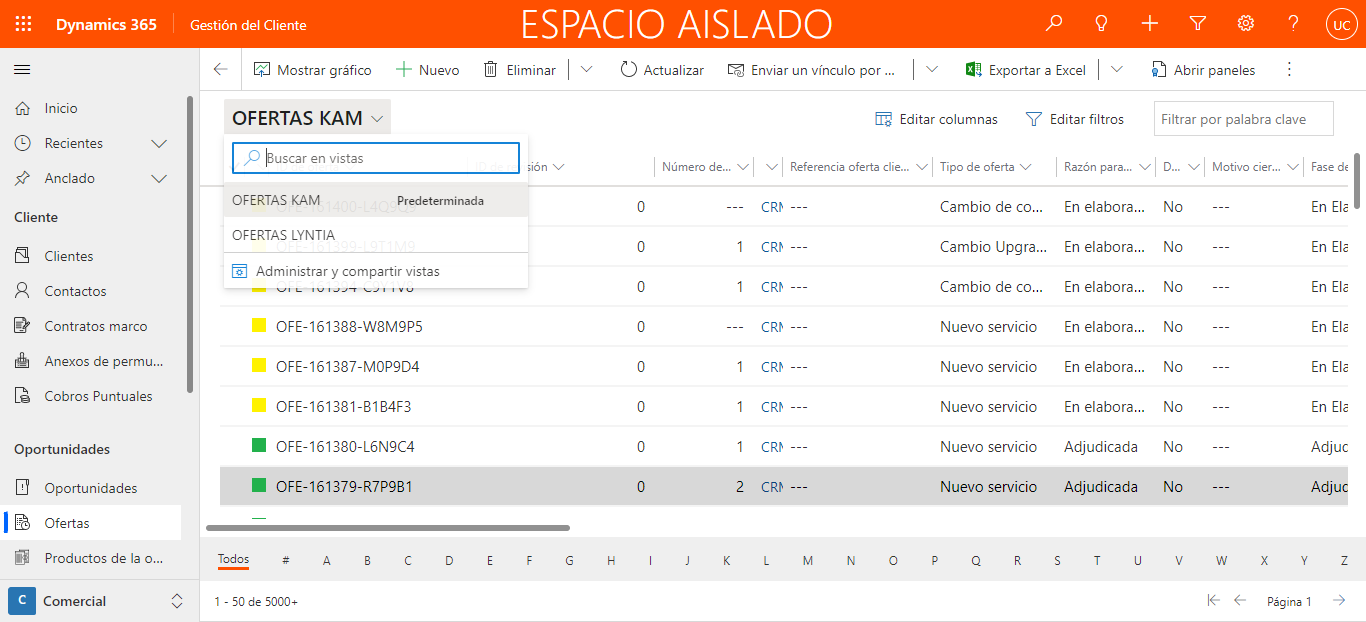 Dynamics 365 Gestión del Cliente ESPACIO AISLADO UC
Mostrar gráfico Nuevo Eliminar Actualizar Enviar un vínculo por ... Exportar a Excel Abrir paneles
Inicio
Recientes
Anclado
Cliente
Clientes
Contactos
Contratos marco
Anexos de permu...
Cobros Puntuales
Oportunidades
Oportunidades
Ofertas
Productos de la o...
C Comercial
OFERTAS KAM
Editar columnas Editar filtros Filtrar por palabra clave
Buscar en vistas
OFERTAS KAM Predeterminada
OFERTAS LYNTIA
Administrar y compartir vistas
Número de... Referencia oferta clie... Tipo de oferta Razón para... D... Motivo cier... Fase de
0 --- CRM --- Cambio de co... En elabora... No --- En Ela
OFE-161399-L9T1M9 0 1 CRM --- Cambio Upgra... En elabora... No --- En Ela
0 1 CRM --- Cambio de co... En elabora... No --- En Ela
OFE-161388-W8M9P5 0 --- CRM --- Nuevo servicio En elabora... No --- En Ela
OFE-161387-M0P9D4 0 1 CRM --- Nuevo servicio En elabora... No --- En Ela
OFE-161381-B1B4F3 0 1 CRM --- Nuevo servicio En elabora... No --- En Ela
OFE-161380-L6N9C4 0 1 CRM --- Nuevo servicio Adjudicada No --- Adjuc
OFE-161379-R7P9B1 0 2 CRM --- Nuevo servicio Adjudicada No --- Adjuc
Todos # A B C D E F G H I J K L M N O P Q R S T U V W X Y Z
1 - 50 de 5000+ Página 1